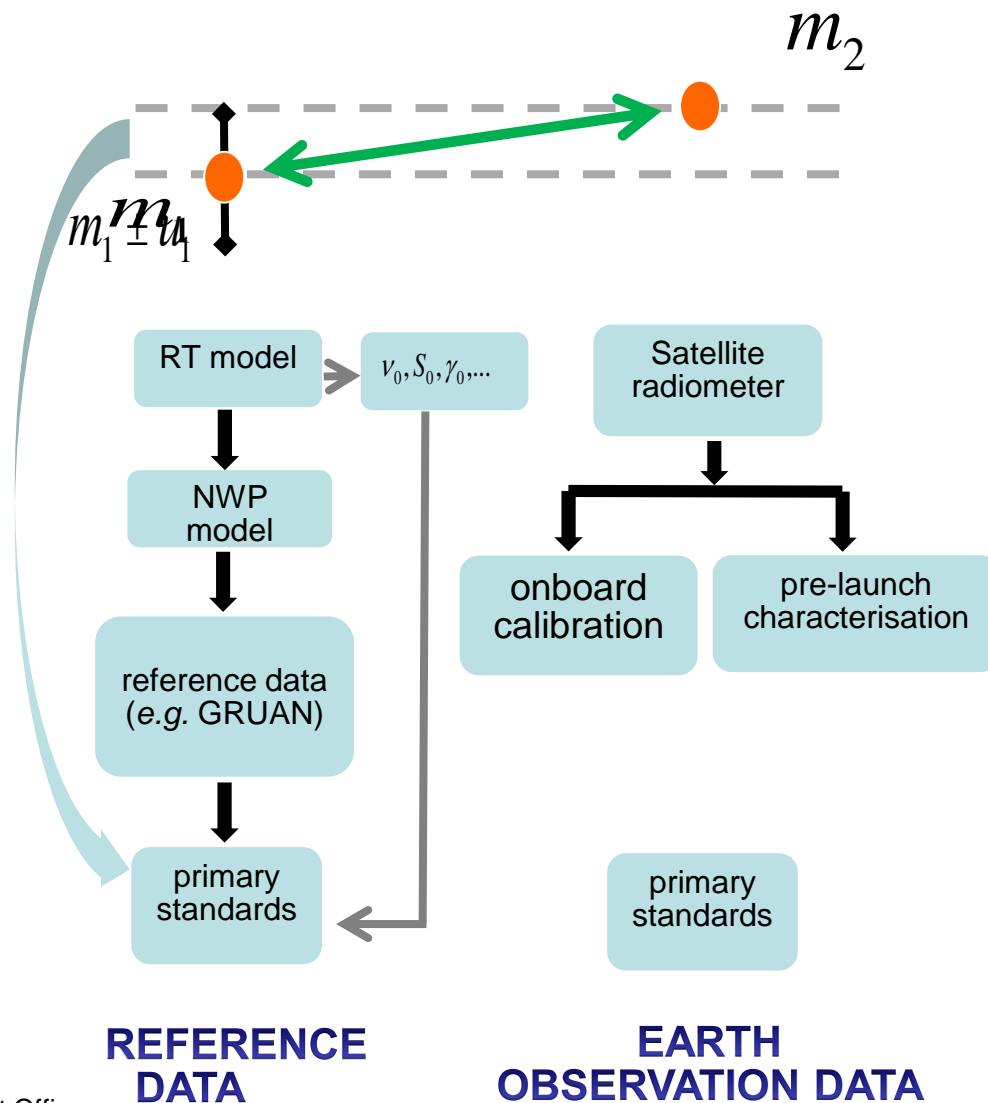 m₂
m₁ ± u₁
m₁
RT model
ν₀,S₀,γ₀,...
Satellite
radiometer
NWP
model
onboard
calibration
pre-launch
characterisation
reference data
(e.g. GRUAN)
primary
standards
primary
standards
REFERENCE
DATA
EARTH
OBSERVATION DATA